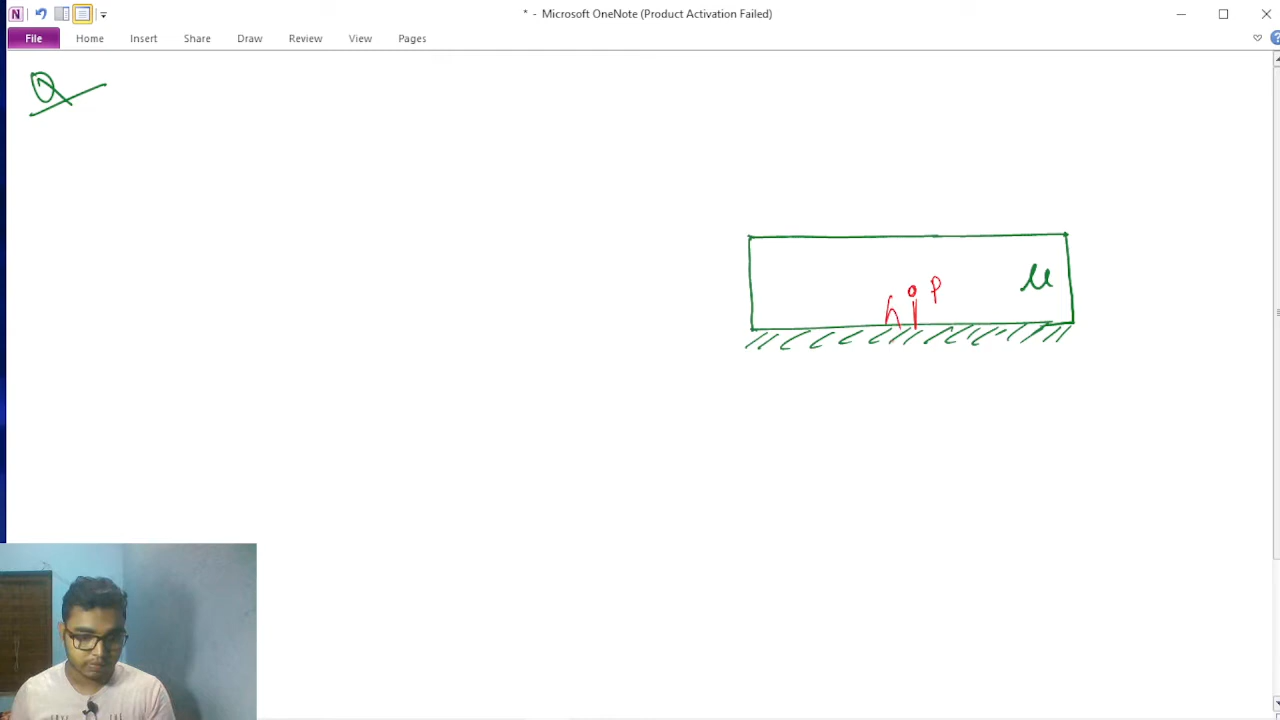 * - Microsoft OneNote (Product Activation Failed)
File Home Insert Share Draw Review View Pages
Q
μ
h P